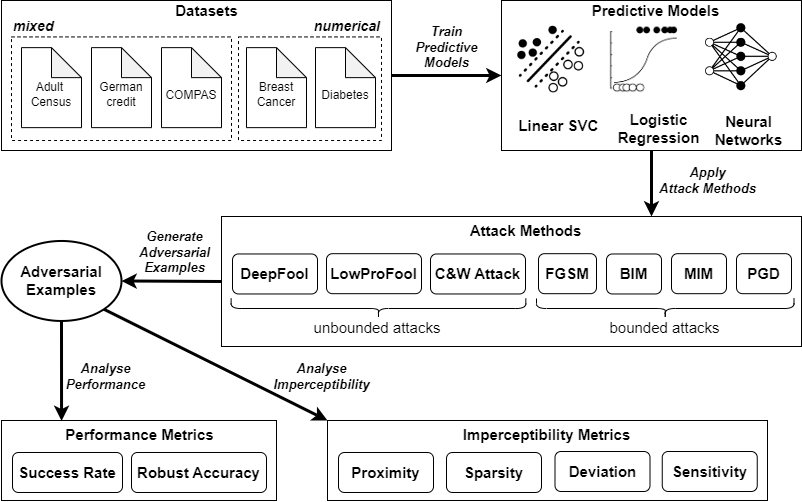 Datasets
mixed
numerical
Adult
Census
German
credit
COMPAS
Breast
Cancer
Diabetes
Train
Predictive
Models
Predictive Models
Linear SVC
Logistic
Regression
Neural
Networks
Apply
Attack Methods
Attack Methods
DeepFool
LowProFool
C&W Attack
FGSM
BIM
MIM
PGD
unbounded attacks
bounded attacks
Generate
Adversarial
Examples
Adversarial
Examples
Analyse
Performance
Analyse
Imperceptibility
Performance Metrics
Success Rate
Robust Accuracy
Imperceptibility Metrics
Proximity
Sparsity
Deviation
Sensitivity